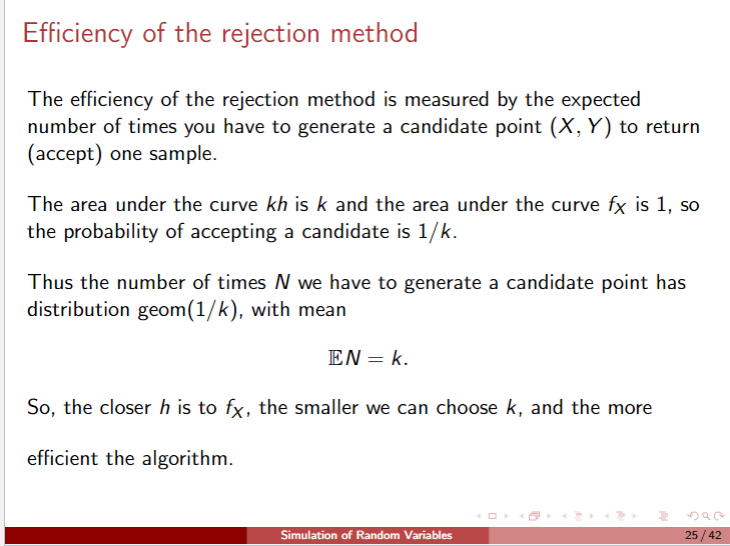 Efficiency of the rejection method
The efficiency of the rejection method is measured by the expected
number of times you have to generate a candidate point (X, Y) to return
(accept) one sample.
The area under the curve kh is k and the area under the curve f_X is 1, so
the probability of accepting a candidate is 1/k.
Thus the number of times N we have to generate a candidate point has
distribution geom(1/k), with mean
𝔼N = k.
So, the closer h is to f_X, the smaller we can choose k, and the more
efficient the algorithm.
Simulation of Random Variables
25 / 42